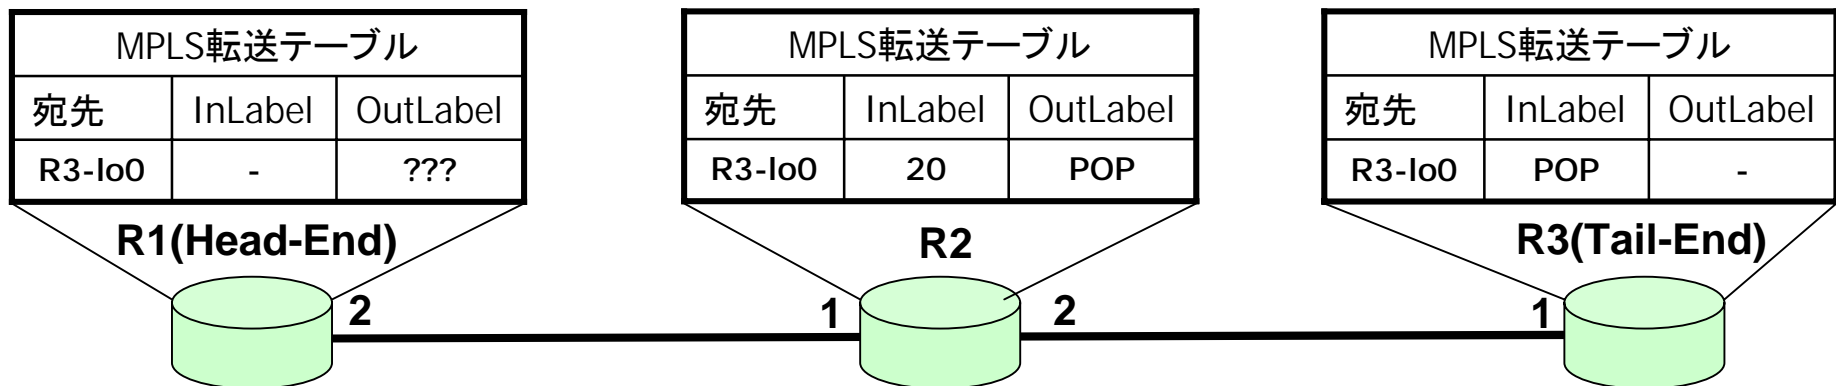 MPLS転送テーブル
宛先 InLabel OutLabel
R3-lo0 - ???
R1(Head-End)
2
MPLS転送テーブル
宛先 InLabel OutLabel
R3-lo0 20 POP
R2
1
2
MPLS転送テーブル
宛先 InLabel OutLabel
R3-lo0 POP -
R3(Tail-End)
1